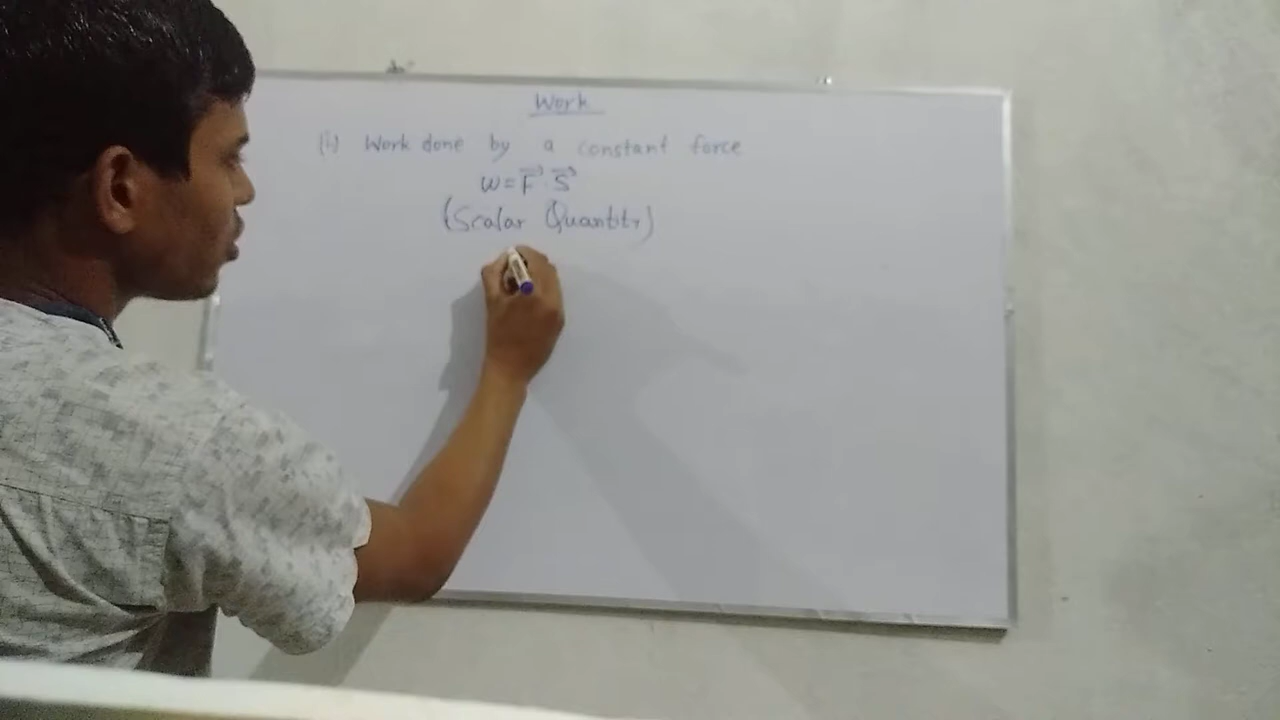 Work
(i) Work done by a constant force
W = F⃗ · S⃗
(Scalar Quantity)